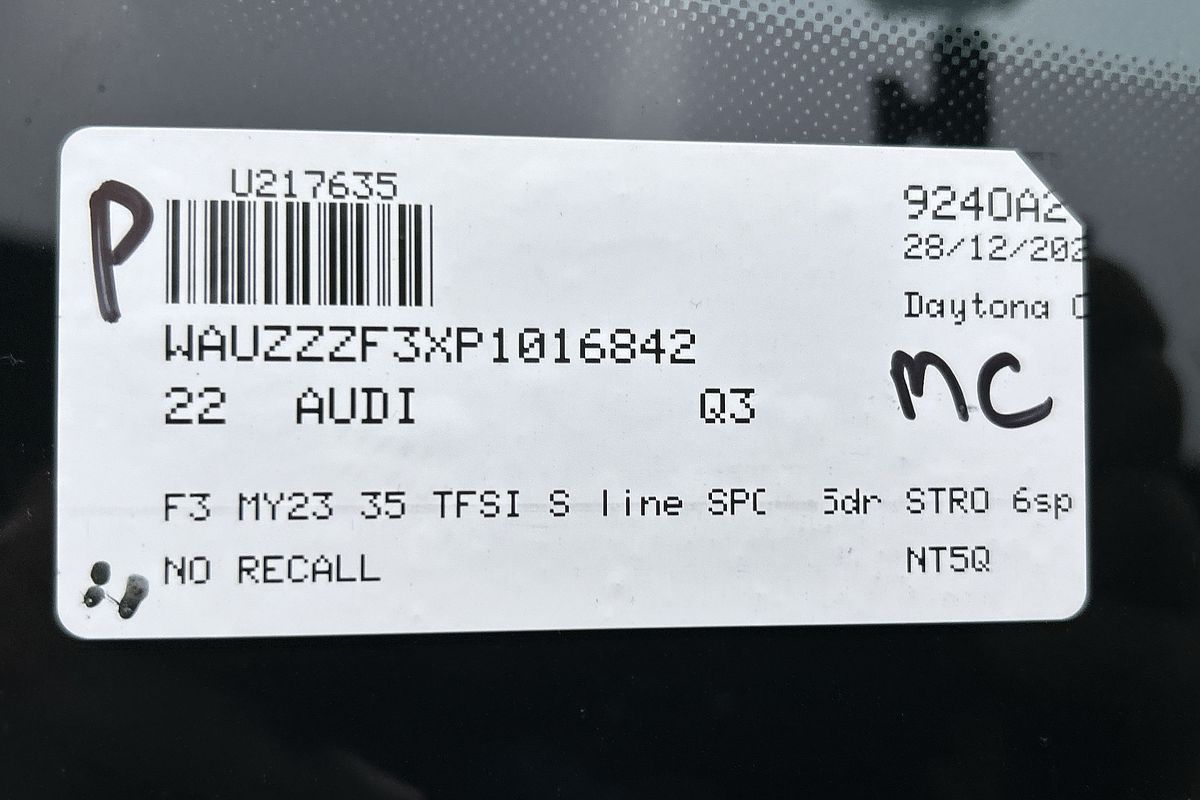 P
U217635
9240A2
28/12/202
Daytona
WAUZZZF3XP1016842
MC
22 AUDI Q3
F3 MY23 35 TFSI S line SPC 5dr STRO 6sp
NO RECALL NT5Q